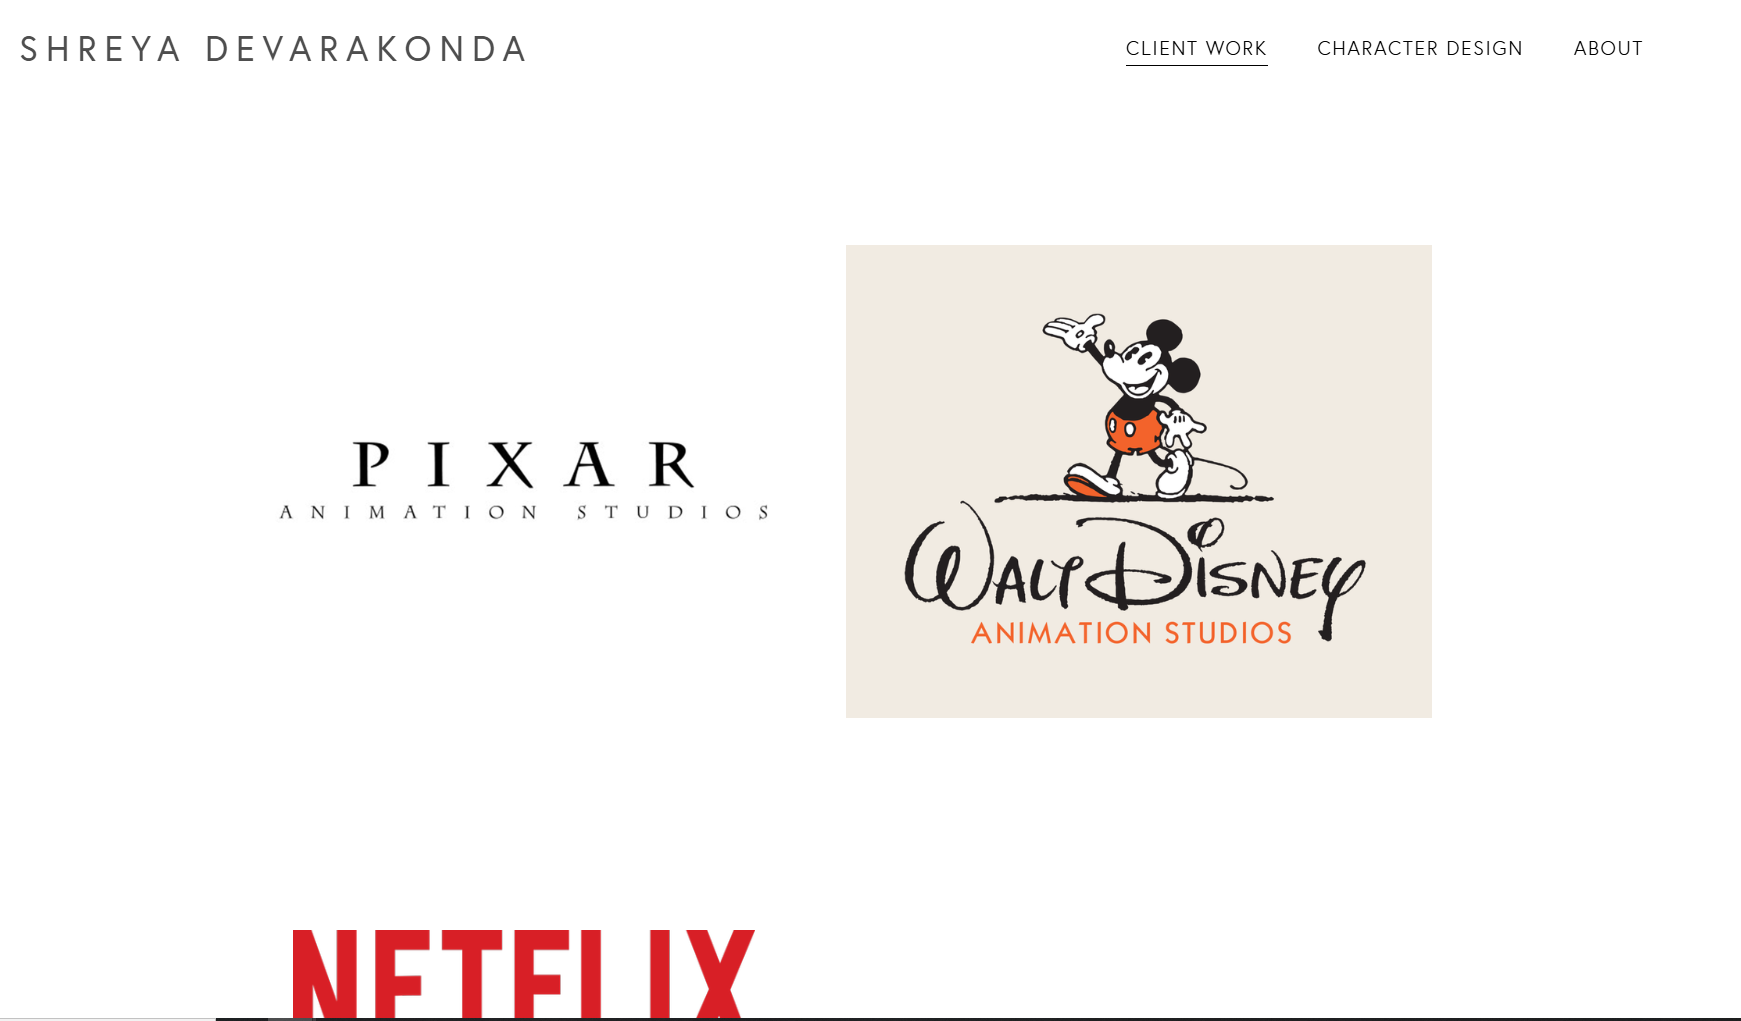 SHREYA DEVARAKONDA
CLIENT WORK
CHARACTER DESIGN
ABOUT
PIXAR
ANIMATION STUDIOS
WALT DISNEY
ANIMATION STUDIOS
NETFLIX